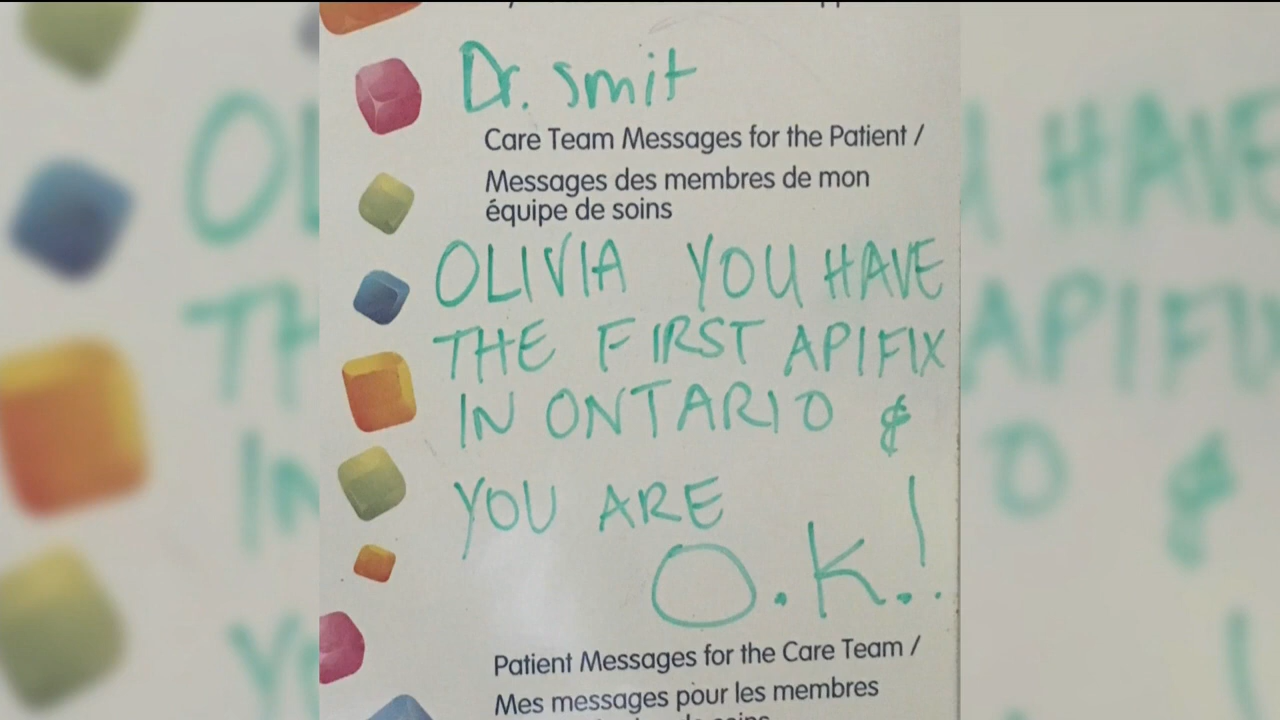 Dr. Smit
Care Team Messages for the Patient /
Messages des membres de mon
équipe de soins
OLIVIA YOU HAVE
THE FIRST APIFIX
IN ONTARIO &
YOU ARE
O.K.!
Patient Messages for the Care Team /
Mes messages pour les membres